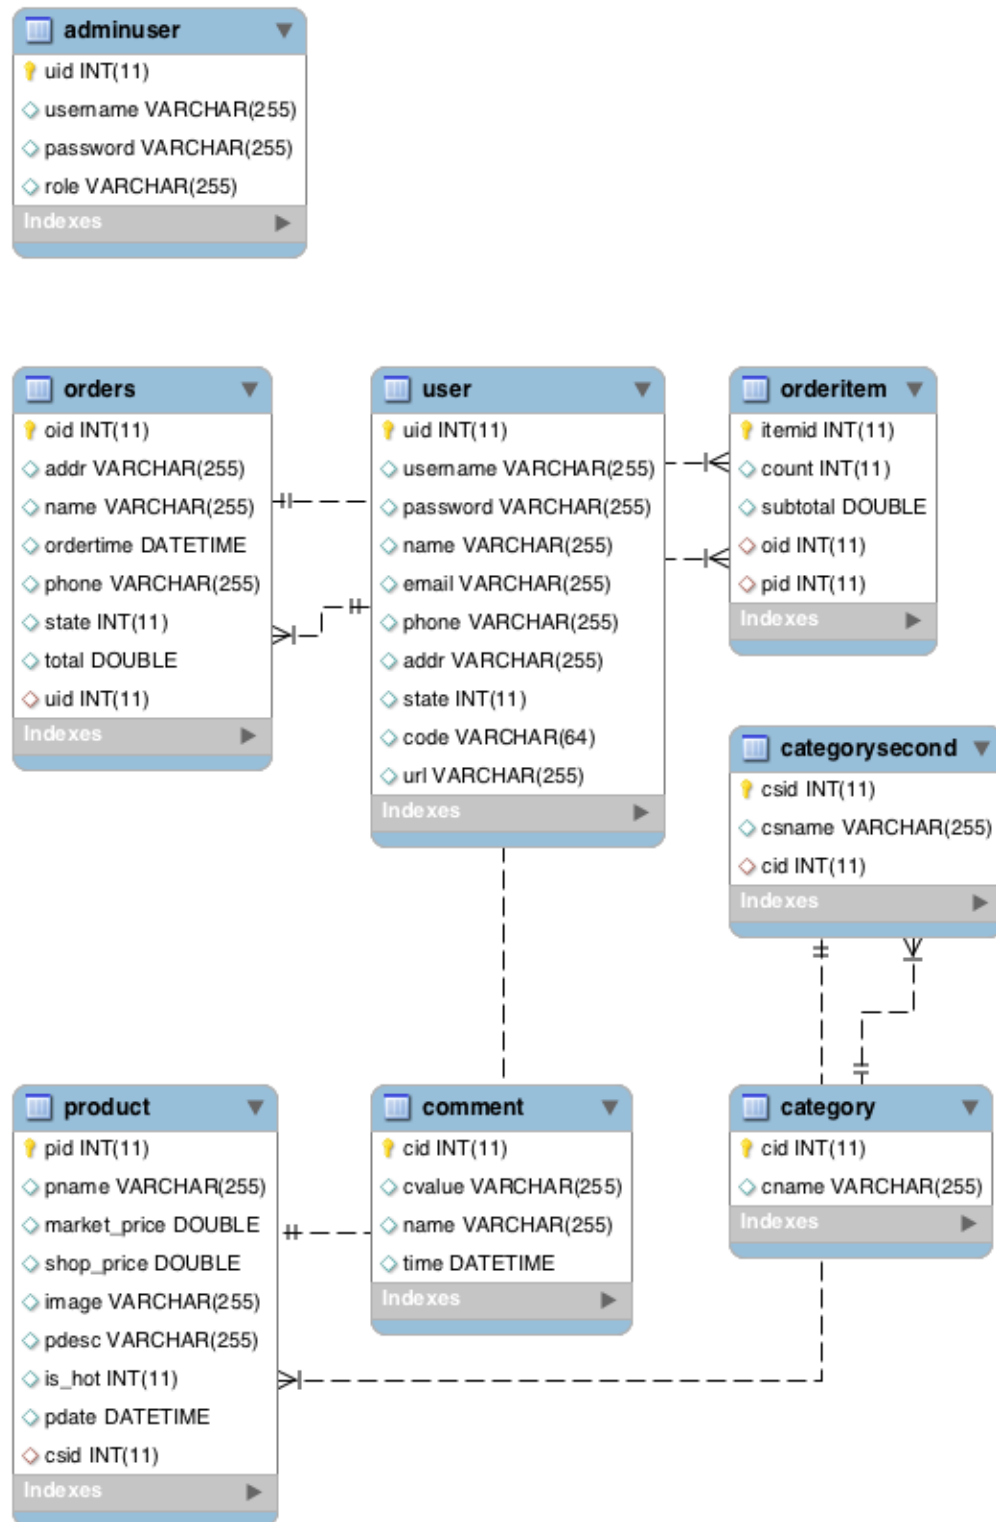 adminuser
uid INT(11)
username VARCHAR(255)
password VARCHAR(255)
role VARCHAR(255)
Indexes
orders
oid INT(11)
addr VARCHAR(255)
name VARCHAR(255)
ordertime DATETIME
phone VARCHAR(255)
state INT(11)
total DOUBLE
uid INT(11)
Indexes
user
uid INT(11)
username VARCHAR(255)
password VARCHAR(255)
name VARCHAR(255)
email VARCHAR(255)
phone VARCHAR(255)
addr VARCHAR(255)
state INT(11)
code VARCHAR(64)
url VARCHAR(255)
Indexes
orderitem
itemid INT(11)
count INT(11)
subtotal DOUBLE
oid INT(11)
pid INT(11)
Indexes
categorysecond
csid INT(11)
csname VARCHAR(255)
cid INT(11)
Indexes
product
pid INT(11)
pname VARCHAR(255)
market_price DOUBLE
shop_price DOUBLE
image VARCHAR(255)
pdesc VARCHAR(255)
is_hot INT(11)
pdate DATETIME
csid INT(11)
Indexes
comment
cid INT(11)
cvalue VARCHAR(255)
name VARCHAR(255)
time DATETIME
Indexes
category
cid INT(11)
cname VARCHAR(255)
Indexes